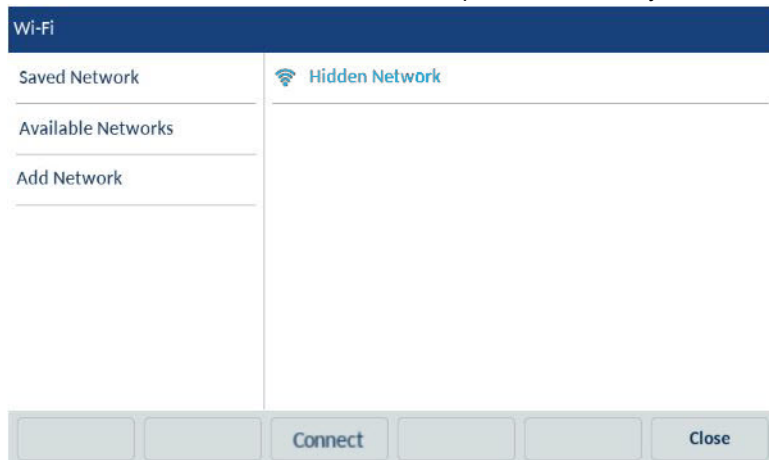 Wi-Fi
Saved Network
Hidden Network
Available Networks
Add Network
Connect
Close